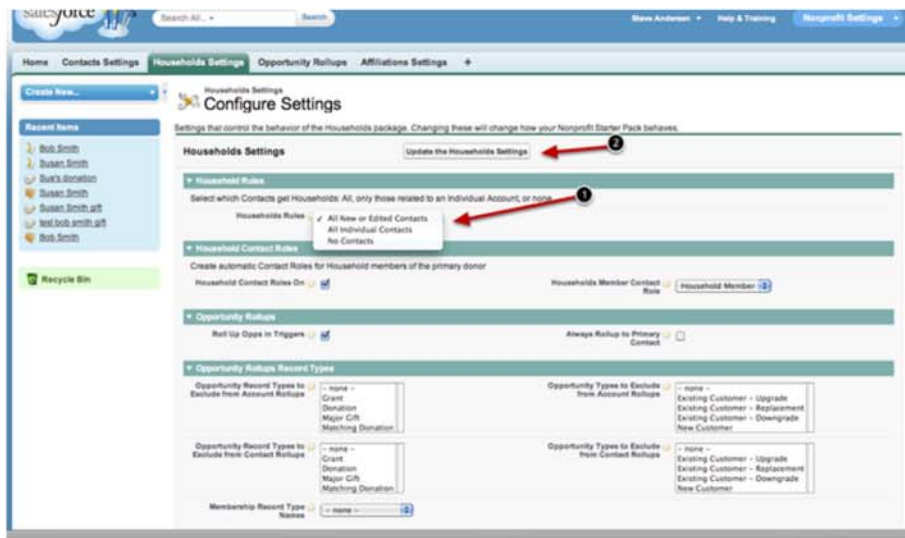 salesforce
Search All...
Search
Steve Anderson
Help & Training
Nonprofit Settings
Home
Contacts Settings
Households Settings
Opportunity Rollups
Affiliations Settings
+
Create New...
Households Settings
Configure Settings
Recent Items
Bob Smith
Susan Smith
Sue's donation
Susan Smith
Susan Smith gift
test bob smith gift
Bob Smith
Recycle Bin
Settings that control the behavior of the Households package. Changing these will change how your Nonprofit Starter Pack behaves.
Households Settings
Update the Households Settings
2
Household Rules
1
Select which Contacts get Households: All, only those related to an Individual Account, or none
Households Rules
✓ All New or Edited Contacts
All Individual Contacts
No Contacts
Household Contact Roles
Create automatic Contact Roles for Household members of the primary donor
Household Contact Roles On
Households Member Contact
Role
Household Member
Opportunity Rollups
Roll Up Opps in Triggers
Always Rollup to Primary
Contact
Opportunity Rollups Record Types
Opportunity Record Types to
Exclude from Account Rollups
- none -
Grant
Donation
Major Gift
Matching Donation
Opportunity Types to Exclude
from Account Rollups
- none -
Existing Customer - Upgrade
Existing Customer - Replacement
Existing Customer - Downgrade
New Customer
Opportunity Record Types to
Exclude from Contact Rollups
- none -
Grant
Donation
Major Gift
Matching Donation
Opportunity Types to Exclude
from Contact Rollups
- none -
Existing Customer - Upgrade
Existing Customer - Replacement
Existing Customer - Downgrade
New Customer
Membership Record Type
Names
- none -